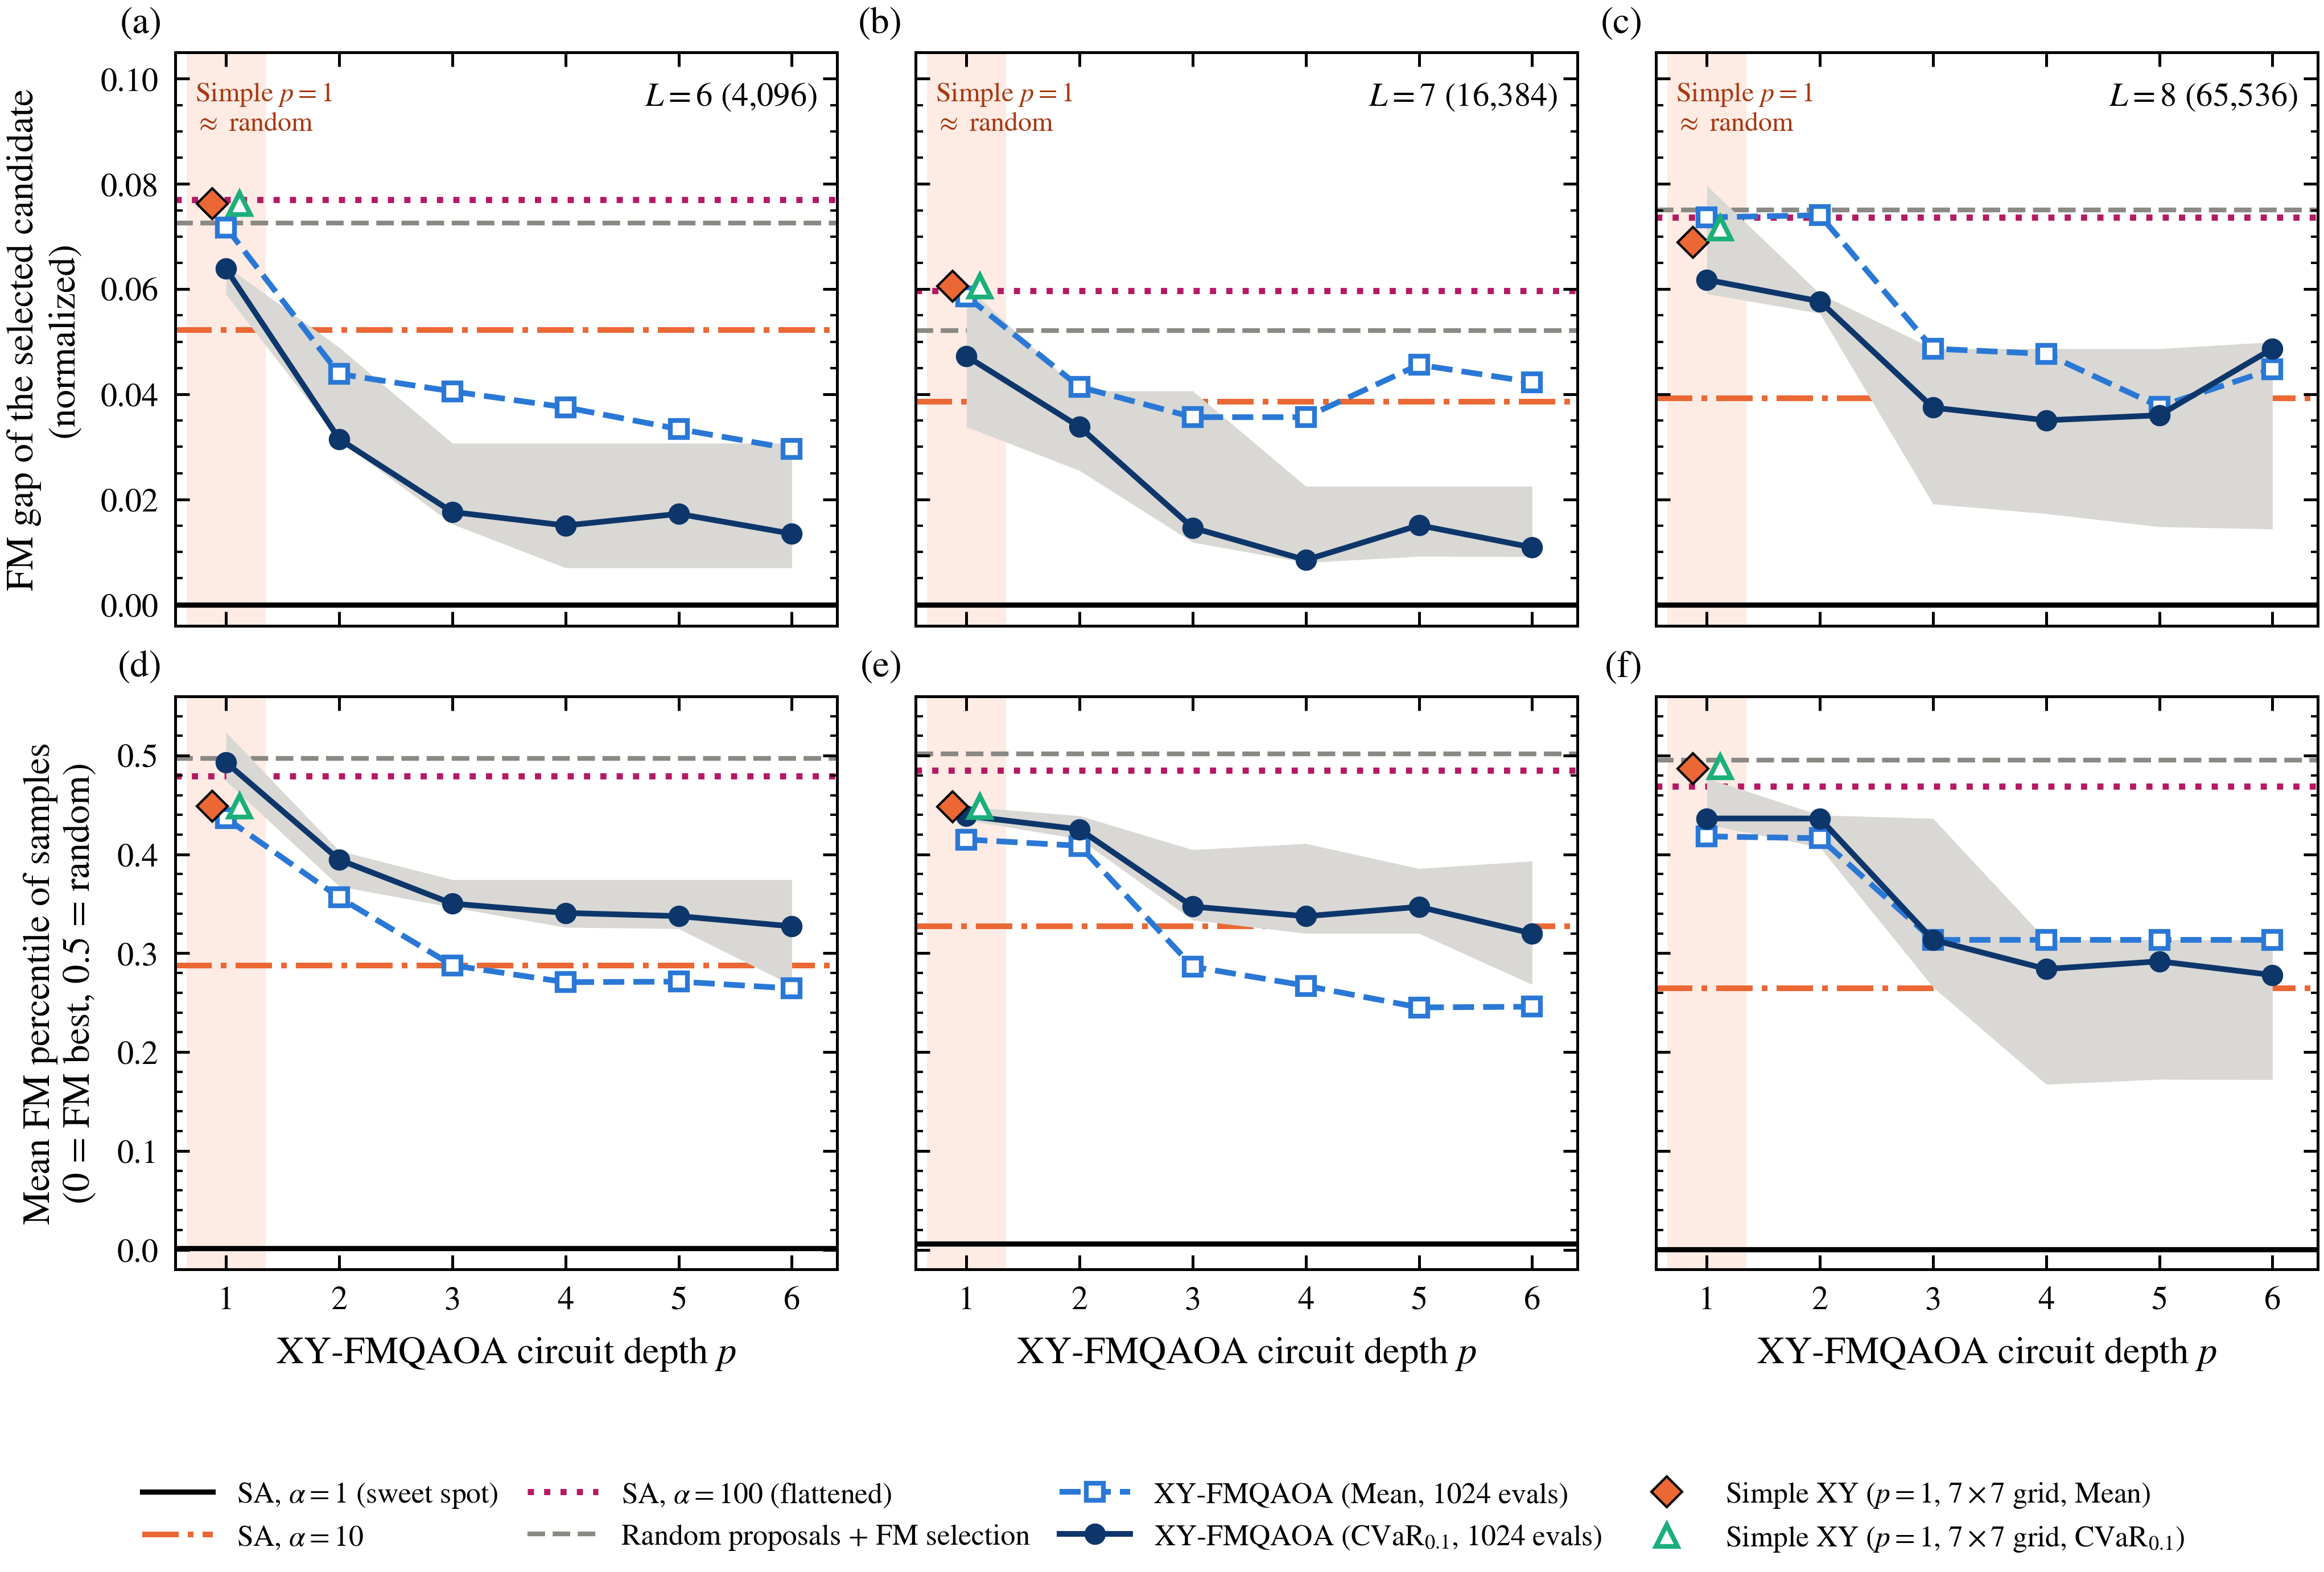 (a)
(b)
(c)
FM gap of the selected candidate
(normalized)
0.10
0.08
0.06
0.04
0.02
0.00
Simple p = 1
≈ random
L = 6 (4,096)
Simple p = 1
≈ random
L = 7 (16,384)
Simple p = 1
≈ random
L = 8 (65,536)
(d)
(e)
(f)
Mean FM percentile of samples
(0 = FM best, 0.5 = random)
0.5
0.4
0.3
0.2
0.1
0.0
1 2 3 4 5 6
1 2 3 4 5 6
1 2 3 4 5 6
XY-FMQAOA circuit depth p
XY-FMQAOA circuit depth p
XY-FMQAOA circuit depth p
SA, α = 1 (sweet spot)
SA, α = 10
SA, α = 100 (flattened)
Random proposals + FM selection
XY-FMQAOA (Mean, 1024 evals)
XY-FMQAOA (CVaR0.1, 1024 evals)
Simple XY (p = 1, 7 × 7 grid, Mean)
Simple XY (p = 1, 7 × 7 grid, CVaR0.1)